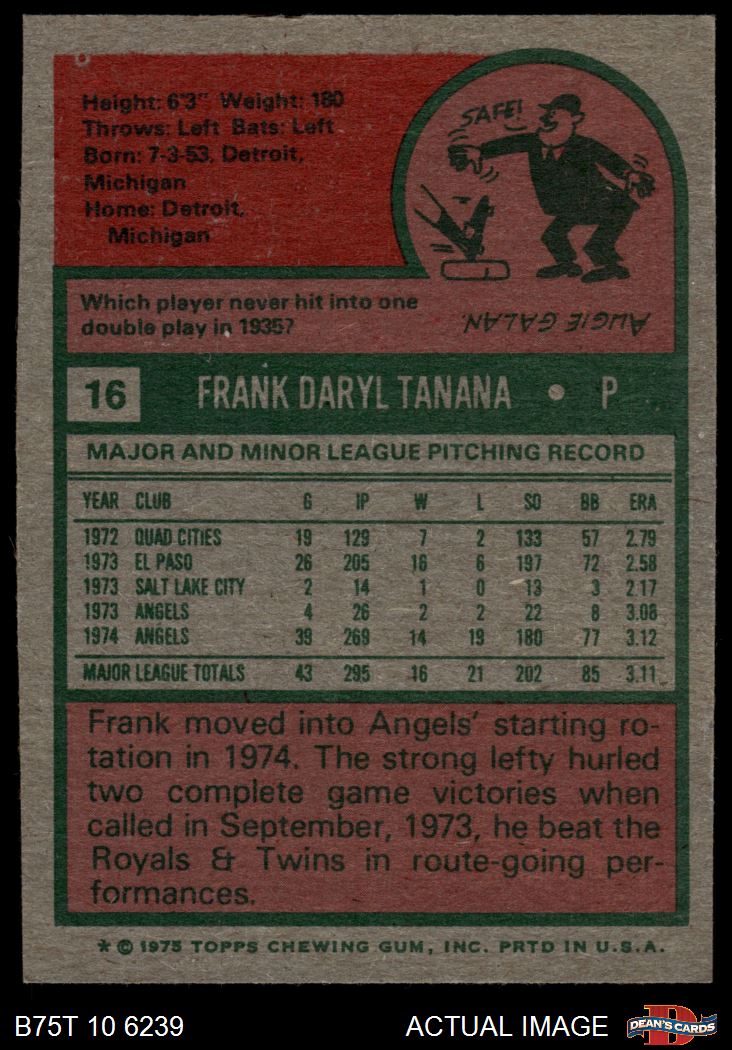 Height: 6'3" Weight: 180
Throws: Left Bats: Left
Born: 7-3-53, Detroit,
Michigan
Home: Detroit,
Michigan
SAFE!
Which player never hit into one
double play in 1935?
AUGIE GALAN.
16 FRANK DARYL TANANA • P
MAJOR AND MINOR LEAGUE PITCHING RECORD
YEAR CLUB G IP W L SO BB ERA
1972 QUAD CITIES 19 129 7 2 133 57 2.79
1973 EL PASO 26 205 16 6 197 72 2.58
1973 SALT LAKE CITY 2 14 1 0 13 3 2.17
1973 ANGELS 4 26 2 2 22 8 3.08
1974 ANGELS 39 269 14 19 180 77 3.12
MAJOR LEAGUE TOTALS 43 295 16 21 202 85 3.11
Frank moved into Angels' starting ro-
tation in 1974. The strong lefty hurled
two complete game victories when
called in September, 1973, he beat the
Royals & Twins in route-going per-
formances.
* © 1975 TOPPS CHEWING GUM, INC. PRTD IN U.S.A.
B75T 10 6239 ACTUAL IMAGE DEAN'S CARDS